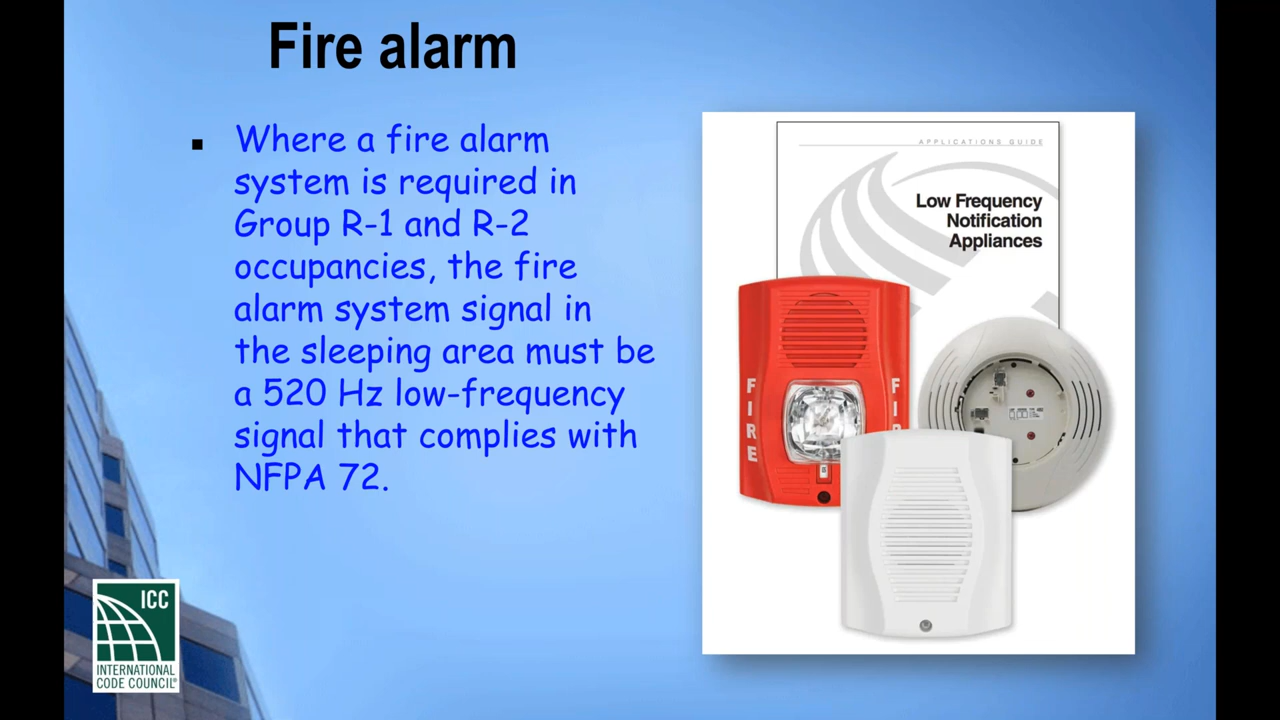 Fire alarm
▪ Where a fire alarm
system is required in
Group R-1 and R-2
occupancies, the fire
alarm system signal in
the sleeping area must be
a 520 Hz low-frequency
signal that complies with
NFPA 72.
APPLICATIONS GUIDE
Low Frequency
Notification
Appliances
FIRE
FIR
ICC
INTERNATIONAL
CODE COUNCIL®